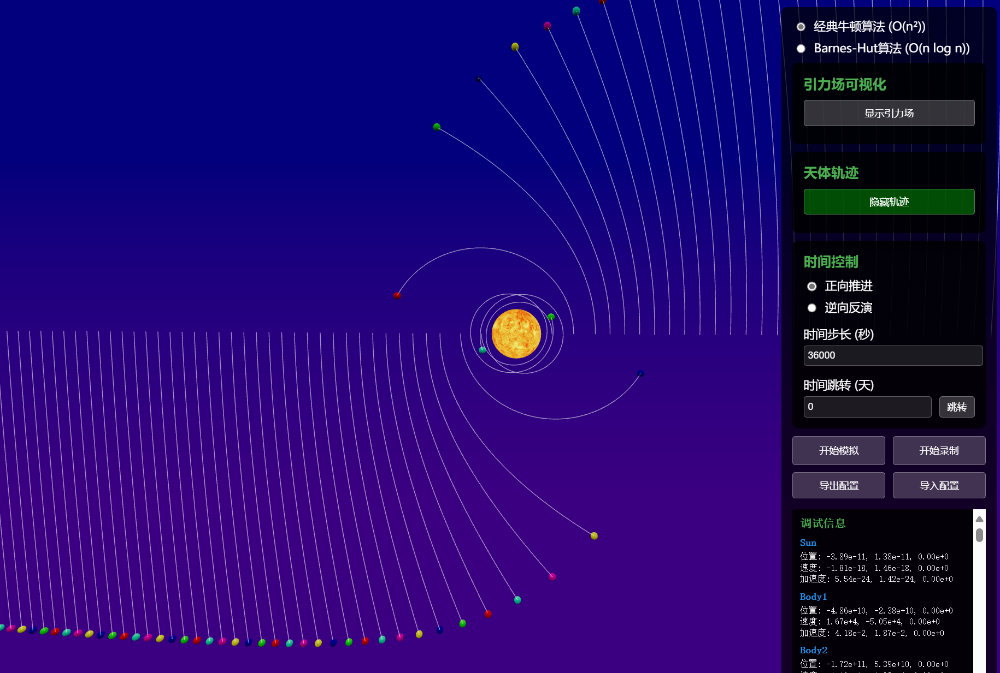 经典牛顿算法 (O(n²))
Barnes-Hut算法 (O(n log n))
引力场可视化
显示引力场
天体轨迹
隐藏轨迹
时间控制
正向推进
逆向反演
时间步长 (秒)
36000
时间跳转 (天)
0
跳转
开始模拟
开始录制
导出配置
导入配置
调试信息
Sun
位置: -3.89e-11, 1.38e-11, 0.00e+0
速度: -1.81e-18, 1.46e-18, 0.00e+0
加速度: 5.54e-24, 1.42e-24, 0.00e+0
Body1
位置: -4.86e+10, -2.38e+10, 0.00e+0
速度: 1.67e+4, -5.05e+4, 0.00e+0
加速度: 4.18e-2, 1.87e-2, 0.00e+0
Body2
位置: -1.72e+11, 5.39e+10, 0.00e+0